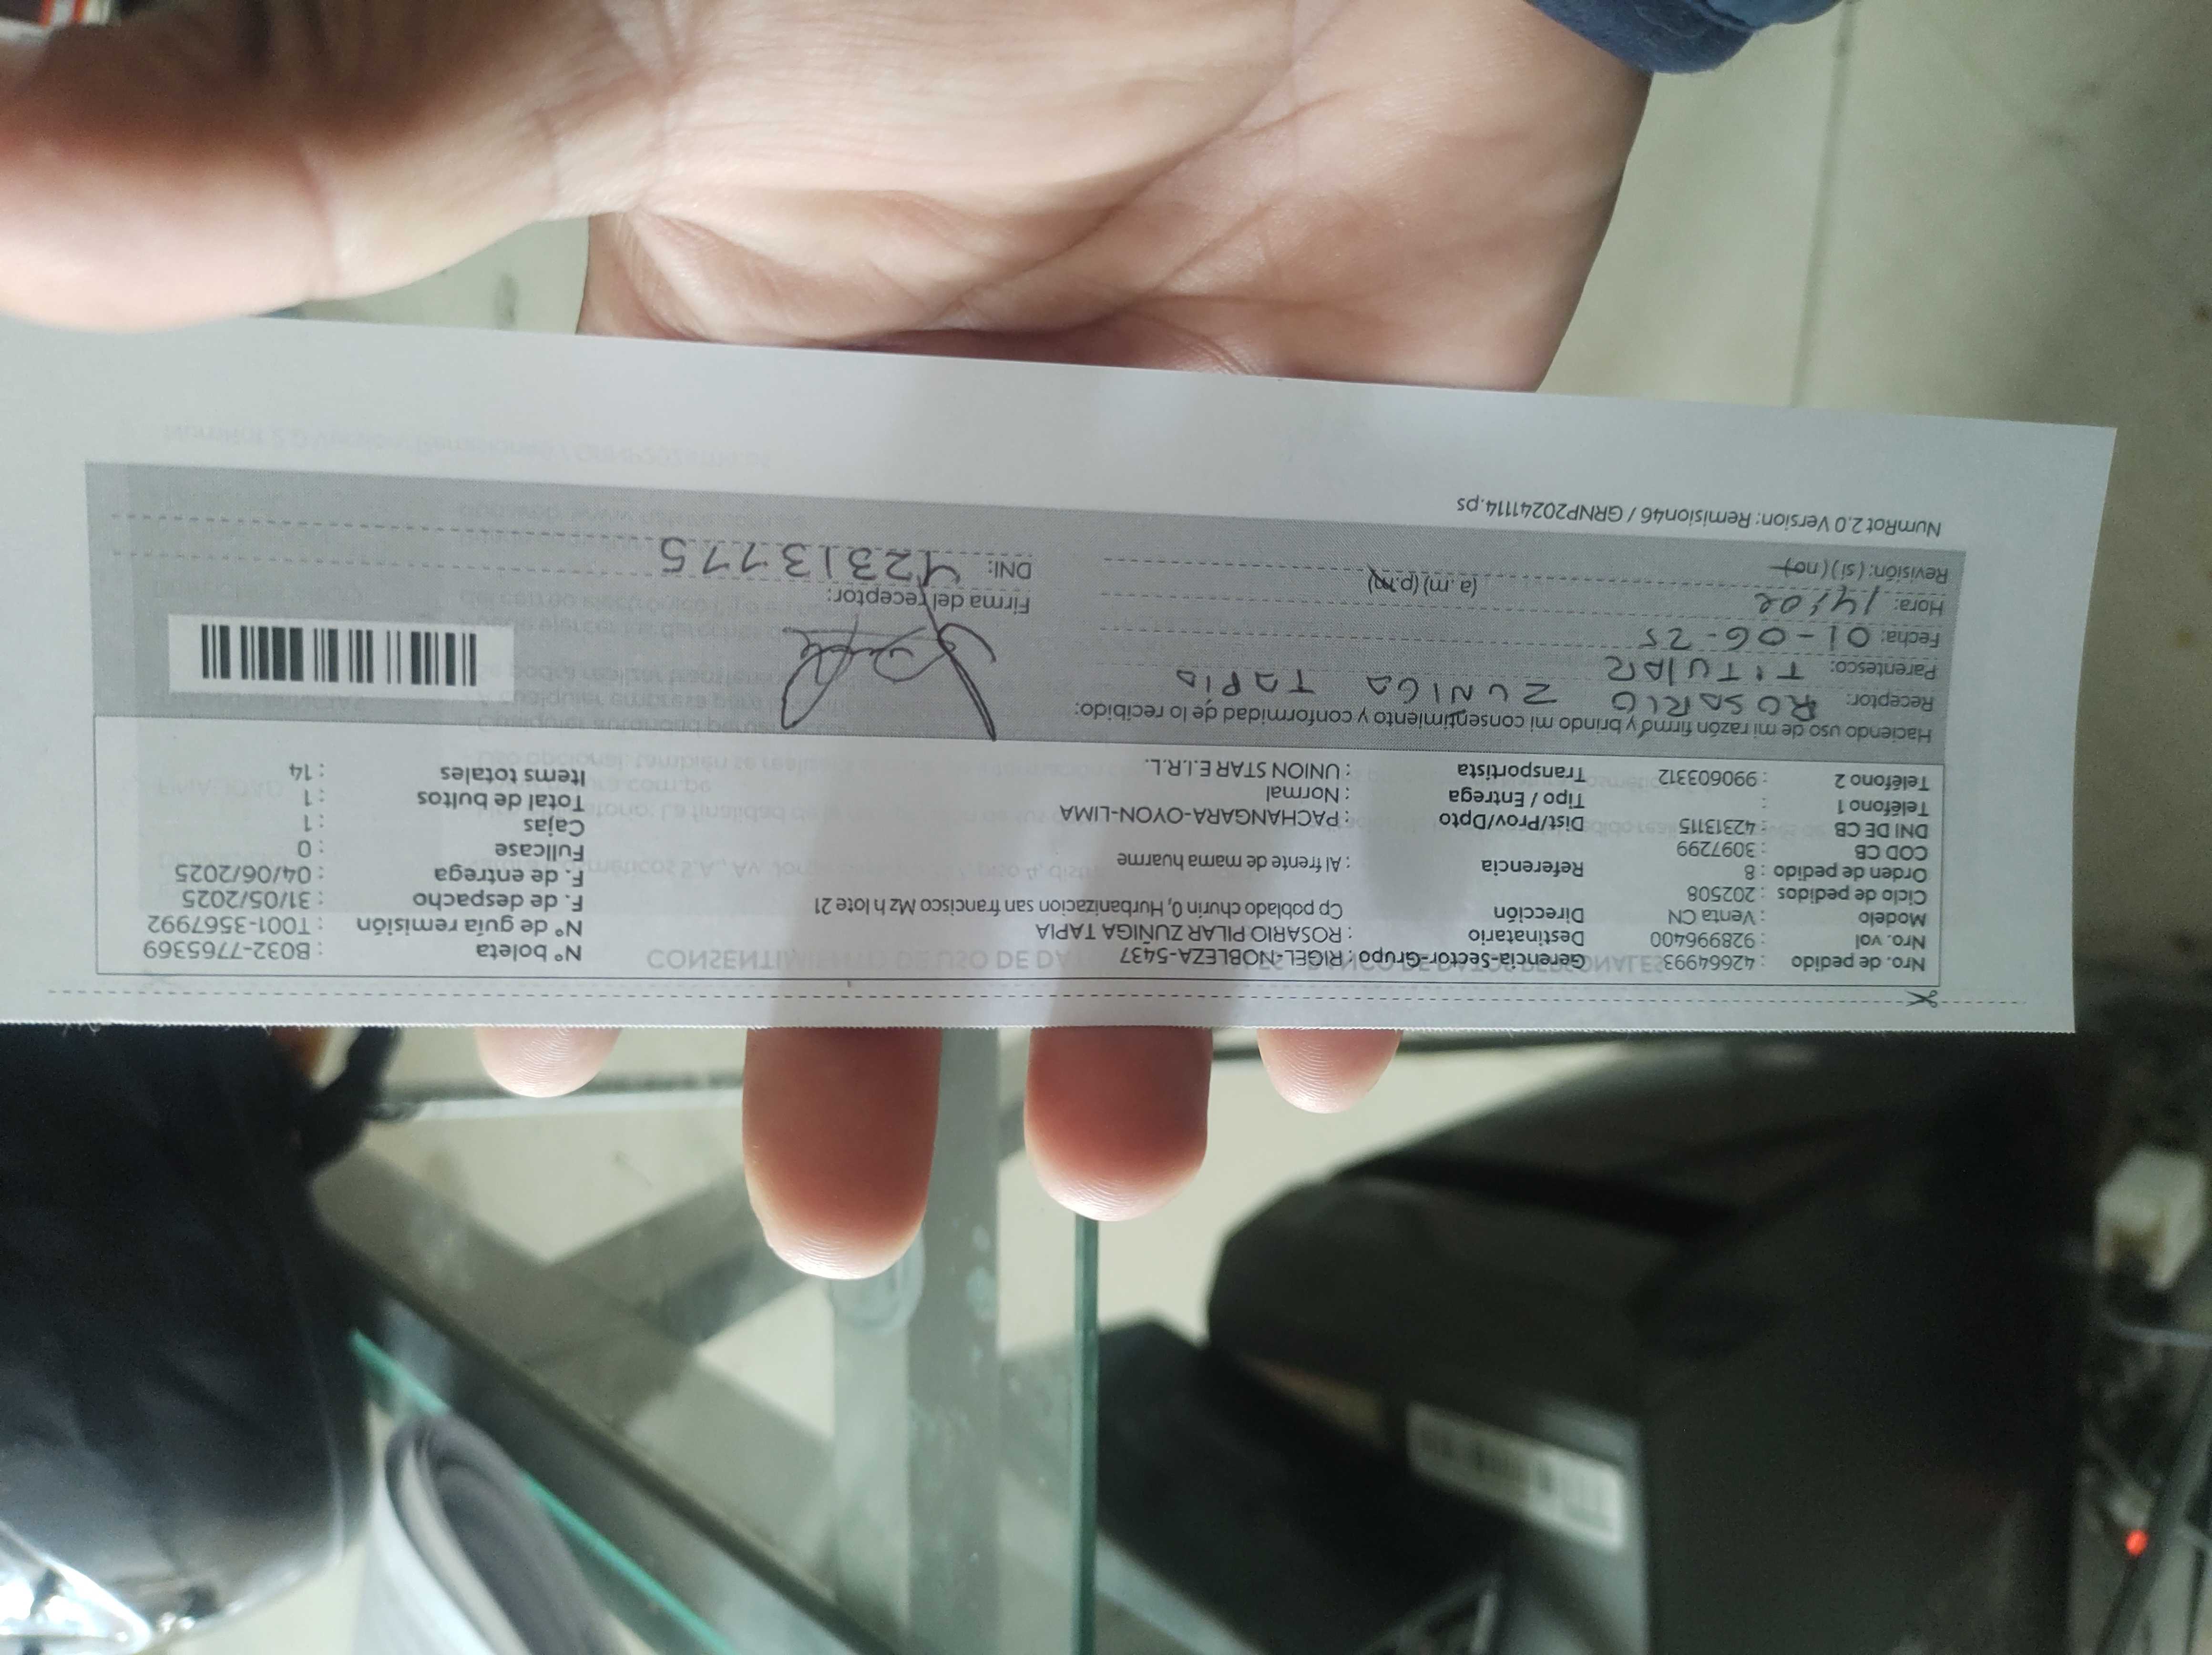 Nro. de pedido : 42664993 Gerencia-Sector-Grupo : RIGEL-NOBLEZA-5437 Nº boleta : B032-7765369
Nro. vol : 928996400 Destinatario : ROSARIO PILAR ZUÑIGA TAPIA Nº de guía remisión : T001-3567992
Modelo : Venta CN Dirección Cp poblado churin 0, Hurbanizacion san francisco Mz h lote 21 F. de despacho : 31/05/2025
Ciclo de pedidos : 202508 F. de entrega : 04/06/2025
Orden de pedido : 8 Referencia : Al frente de mama huarme Fullcase : 0
COD CB : 3097299 Cajas : 1
DNI DE CB : 42313115 Dist/Prov/Dpto : PACHANGARA-OYON-LIMA Total de bultos : 1
Teléfono 1 : Tipo / Entrega : Normal Items totales : 14
Teléfono 2 : 990603312 Transportista : UNION STAR E.I.R.L.
Haciendo uso de mi razón firmo y brindo mi consentimiento y conformidad de lo recibido:
Receptor: ROSARIO ZUNIGA TAPIA
Parentesco: TITULAR
Fecha: 01-06-25
Hora: 14:02 (a.m) (p.m)
Revisión: (si) (no)
Firma del receptor:
DNI: 42313775
NumRot 2.0 Version: Remision46 / GRNP20241114.ps